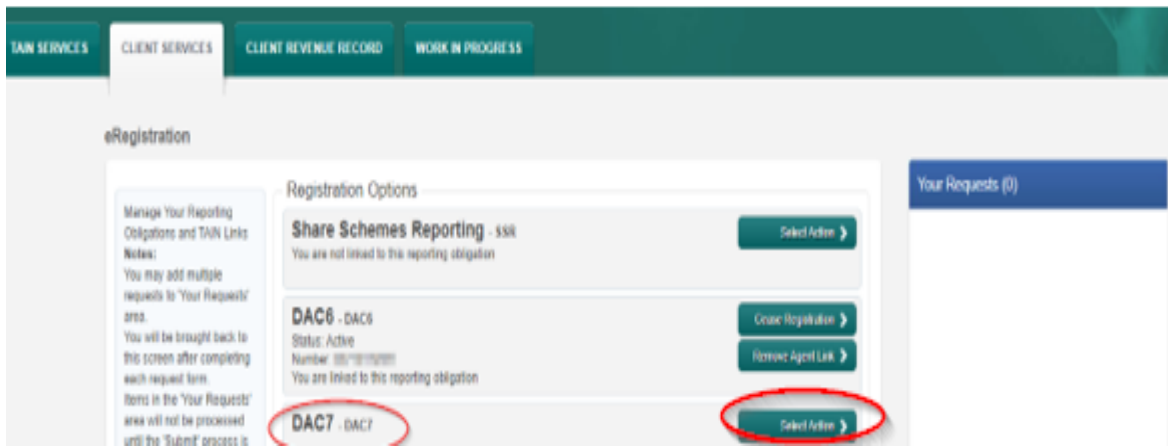 TAIN SERVICES
CLIENT SERVICES
CLIENT REVENUE RECORD
WORK IN PROGRESS
eRegistration
Manage Your Reporting
Obligations and TAIN Links
Notes:
You may add multiple
requests to 'Your Requests'
area.
You will be brought back to
this screen after completing
each request form.
Items in the 'Your Requests'
area will not be processed
until the 'Submit' process is
Registration Options
Share Schemes Reporting - SSR
You are not linked to this reporting obligation
Select Action ❯
DAC6 - DAC6
Status: Active
Number:
You are linked to this reporting obligation
Cease Registration ❯
Remove Agent Link ❯
DAC7 - DAC7
Select Action ❯
Your Requests (0)